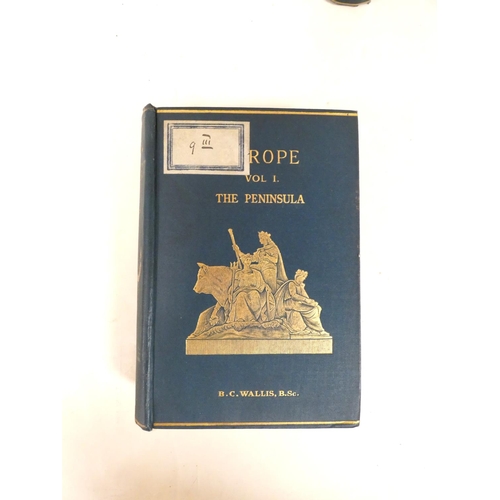 9 III
ROPE
VOL I.
THE PENINSULA
B.C. WALLIS, B.Sc.